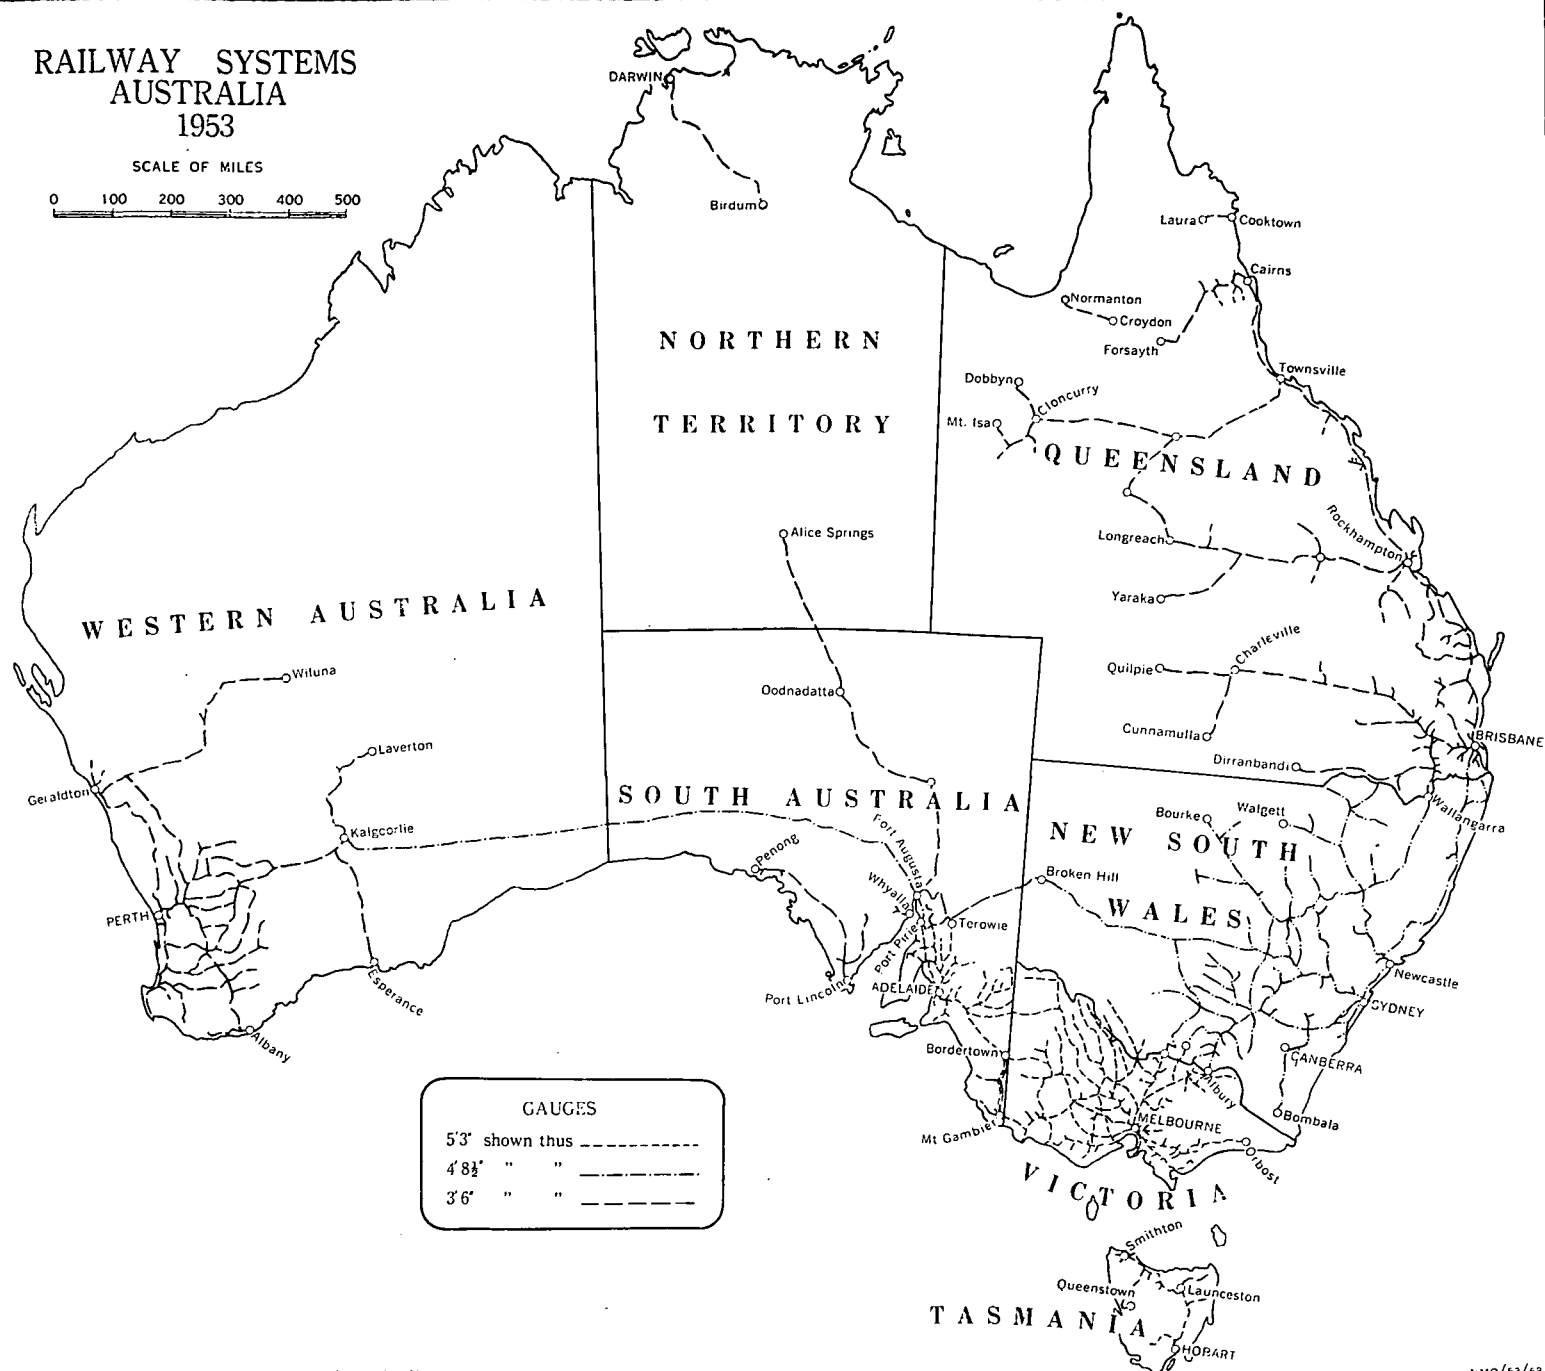 RAILWAY SYSTEMS
AUSTRALIA
1953
SCALE OF MILES
0 100 200 300 400 500
DARWIN
Birdum
Laura
Cooktown
Cairns
Normanton
Croydon
Forsayth
NORTHERN
TERRITORY
Townsville
Dobbyn
Cloncurry
Mt. Isa
QUEENSLAND
Alice Springs
Longreach
Rockhampton
Yaraka
WESTERN AUSTRALIA
Charleville
Quilpie
Wiluna
Oodnadatta
Cunnamulla
BRISBANE
Laverton
Dirranbandi
Geraldton
SOUTH AUSTRALIA
Wallangarra
Bourke
Walgett
Kalgoorlie
Port Augusta
NEW SOUTH
WALES
Penong
Whyalla
Broken Hill
PERTH
Terowie
Port Pirie
Newcastle
Esperance
Port Lincoln
ADELAIDE
SYDNEY
Albany
Bordertown
CANBERRA
Albury
Mt Gambier
MELBOURNE
Bombala
Orbost
VICTORIA
GAUGES
5'3" shown thus
4'8½" " "
3'6" " "
Smithton
Queenstown
Launceston
TASMANIA
HOBART